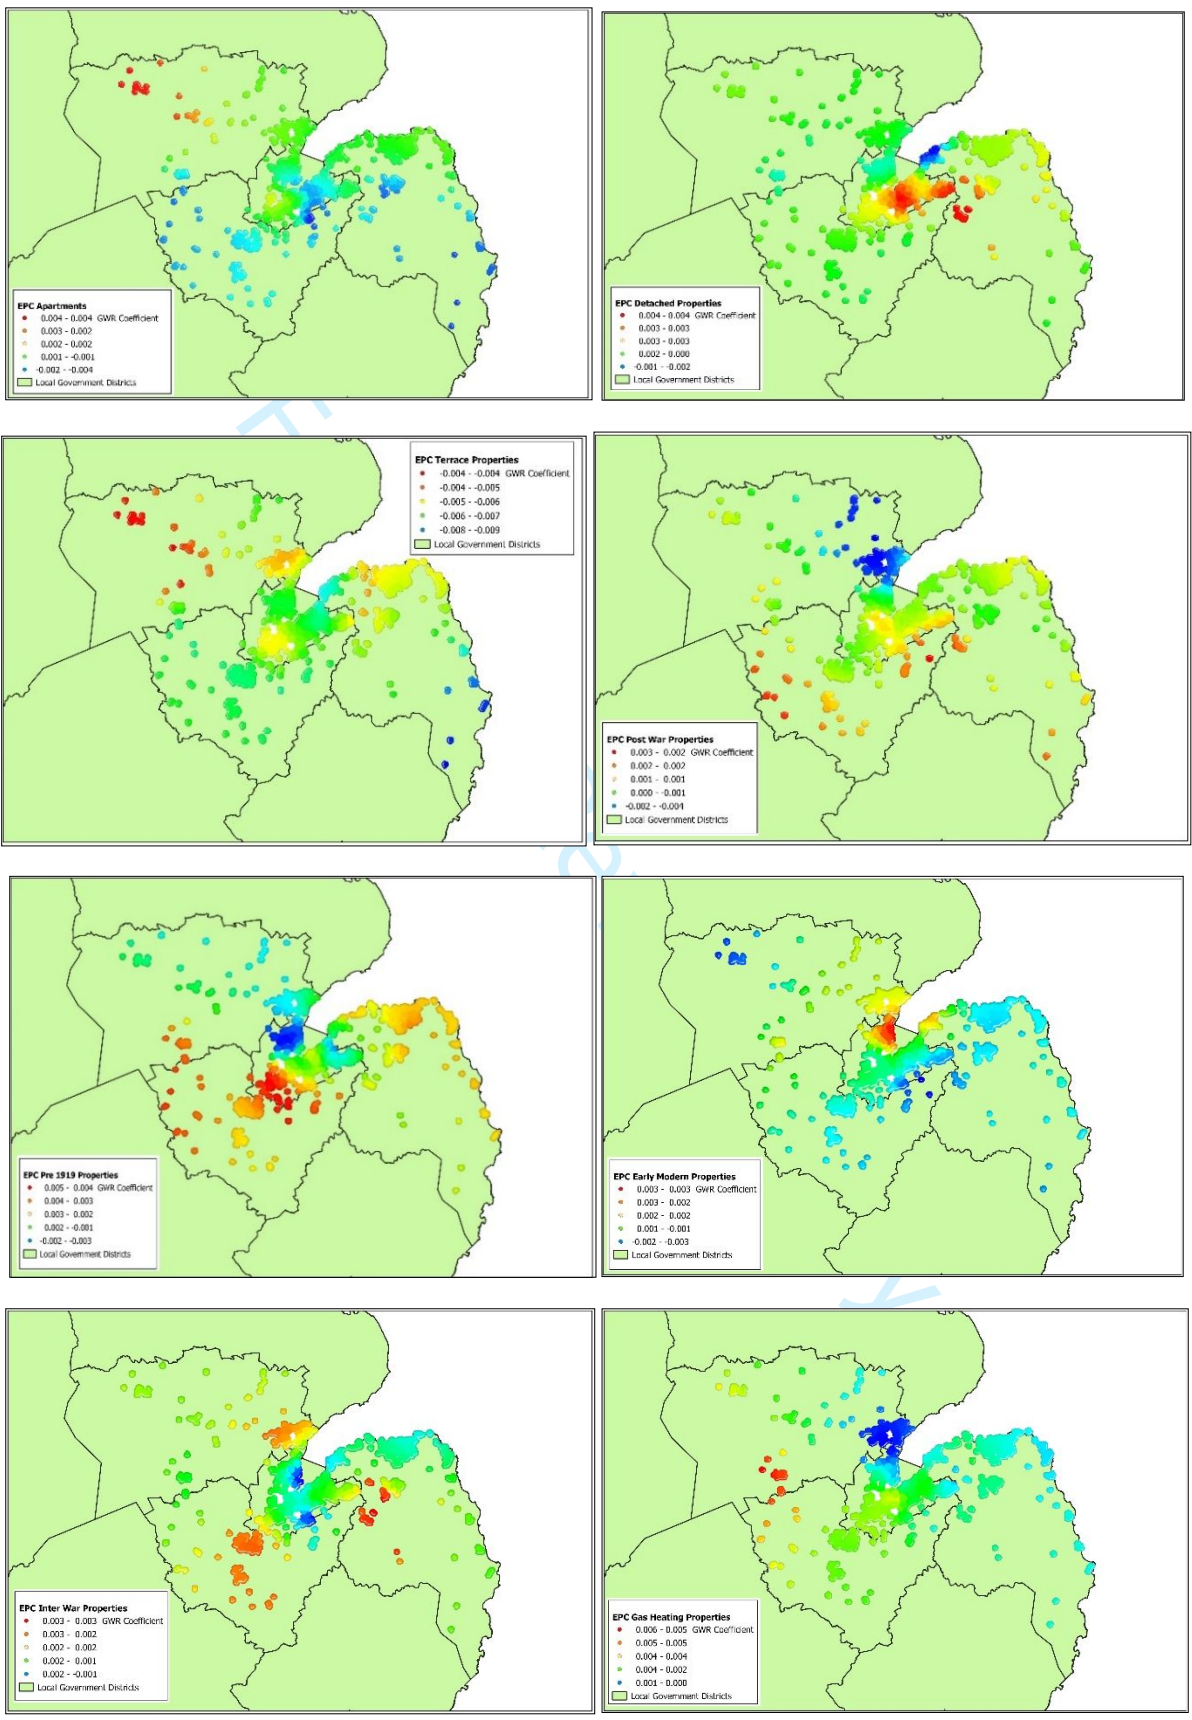 EPC Apartments
0.004 - 0.004 GWR Coefficient
0.003 - 0.002
0.002 - 0.002
0.001 - -0.001
-0.002 - -0.004
Local Government Districts
EPC Detached Properties
0.004 - 0.004 GWR Coefficient
0.003 - 0.003
0.003 - 0.003
0.002 - 0.000
-0.001 - -0.002
Local Government Districts
EPC Terrace Properties
-0.004 - -0.004 GWR Coefficient
-0.004 - -0.005
-0.005 - -0.006
-0.006 - -0.007
-0.008 - -0.009
Local Government Districts
EPC Post War Properties
0.003 - 0.002 GWR Coefficient
0.002 - 0.002
0.001 - 0.001
0.000 - -0.001
-0.002 - -0.004
Local Government Districts
EPC Pre 1919 Properties
0.005 - 0.004 GWR Coefficient
0.004 - 0.003
0.003 - 0.002
0.002 - -0.001
-0.002 - -0.003
Local Government Districts
EPC Early Modern Properties
0.003 - 0.003 GWR Coefficient
0.003 - 0.002
0.002 - 0.002
0.001 - -0.001
-0.002 - -0.003
Local Government Districts
EPC Inter War Properties
0.003 - 0.003 GWR Coefficient
0.003 - 0.002
0.002 - 0.002
0.002 - 0.001
0.002 - -0.001
Local Government Districts
EPC Gas Heating Properties
0.006 - 0.005 GWR Coefficient
0.005 - 0.005
0.004 - 0.004
0.004 - 0.002
0.001 - 0.000
Local Government Districts